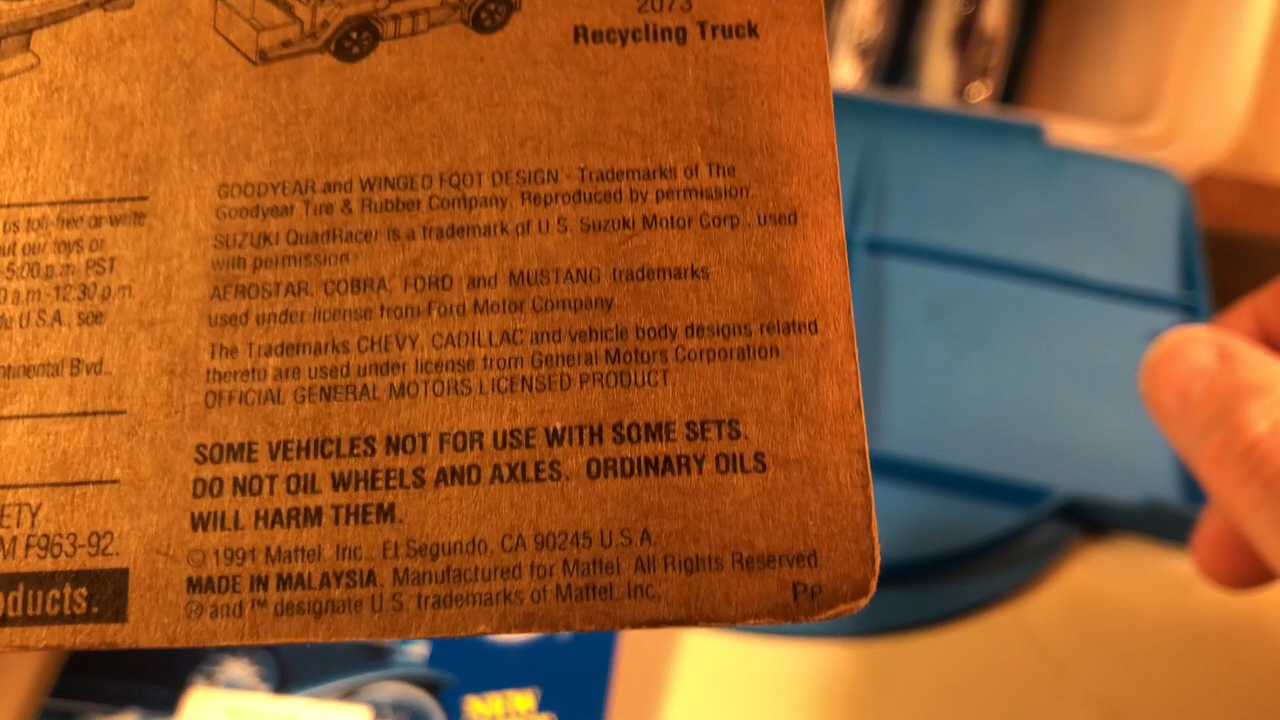 2073
Recycling Truck
us toll-free or write
out our toys or
5:00 p.m. PST
0 a.m.-12:30 p.m.
U.S.A., see
ntinental Blvd.,
ETY
M F963-92.
oducts.
GOODYEAR and WINGED FOOT DESIGN - Trademarks of The
Goodyear Tire & Rubber Company. Reproduced by permission.
SUZUKI QuadRacer is a trademark of U.S. Suzuki Motor Corp., used
with permission
AEROSTAR, COBRA, FORD and MUSTANG trademarks
used under license from Ford Motor Company
The Trademarks CHEVY, CADILLAC and vehicle body designs related
thereto are used under license from General Motors Corporation
OFFICIAL GENERAL MOTORS LICENSED PRODUCT
SOME VEHICLES NOT FOR USE WITH SOME SETS.
DO NOT OIL WHEELS AND AXLES. ORDINARY OILS
WILL HARM THEM.
© 1991 Mattel, Inc., El Segundo, CA 90245 U.S.A.
MADE IN MALAYSIA. Manufactured for Mattel. All Rights Reserved.
® and ™ designate U.S. trademarks of Mattel, Inc.
Pp
NEW